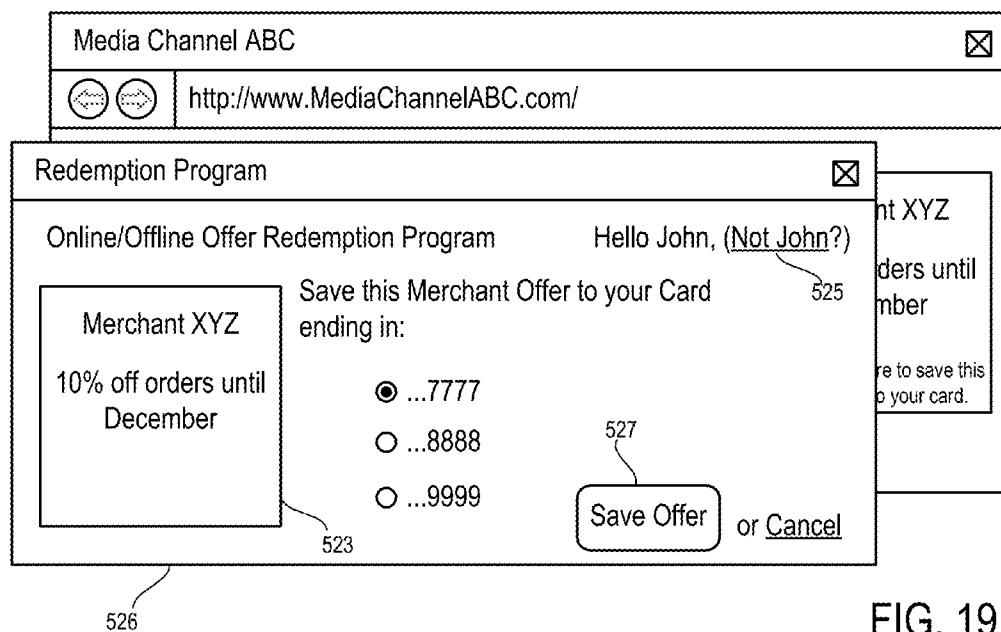 Media Channel ABC
http://www.MediaChannelABC.com/
Redemption Program
Online/Offline Offer Redemption Program
Hello John, (Not John?)
525
Merchant XYZ
10% off orders until
December
523
Save this Merchant Offer to your Card
ending in:
...7777
...8888
...9999
527
Save Offer
or Cancel
526
nt XYZ
ders until
mber
re to save this
o your card.
FIG. 19